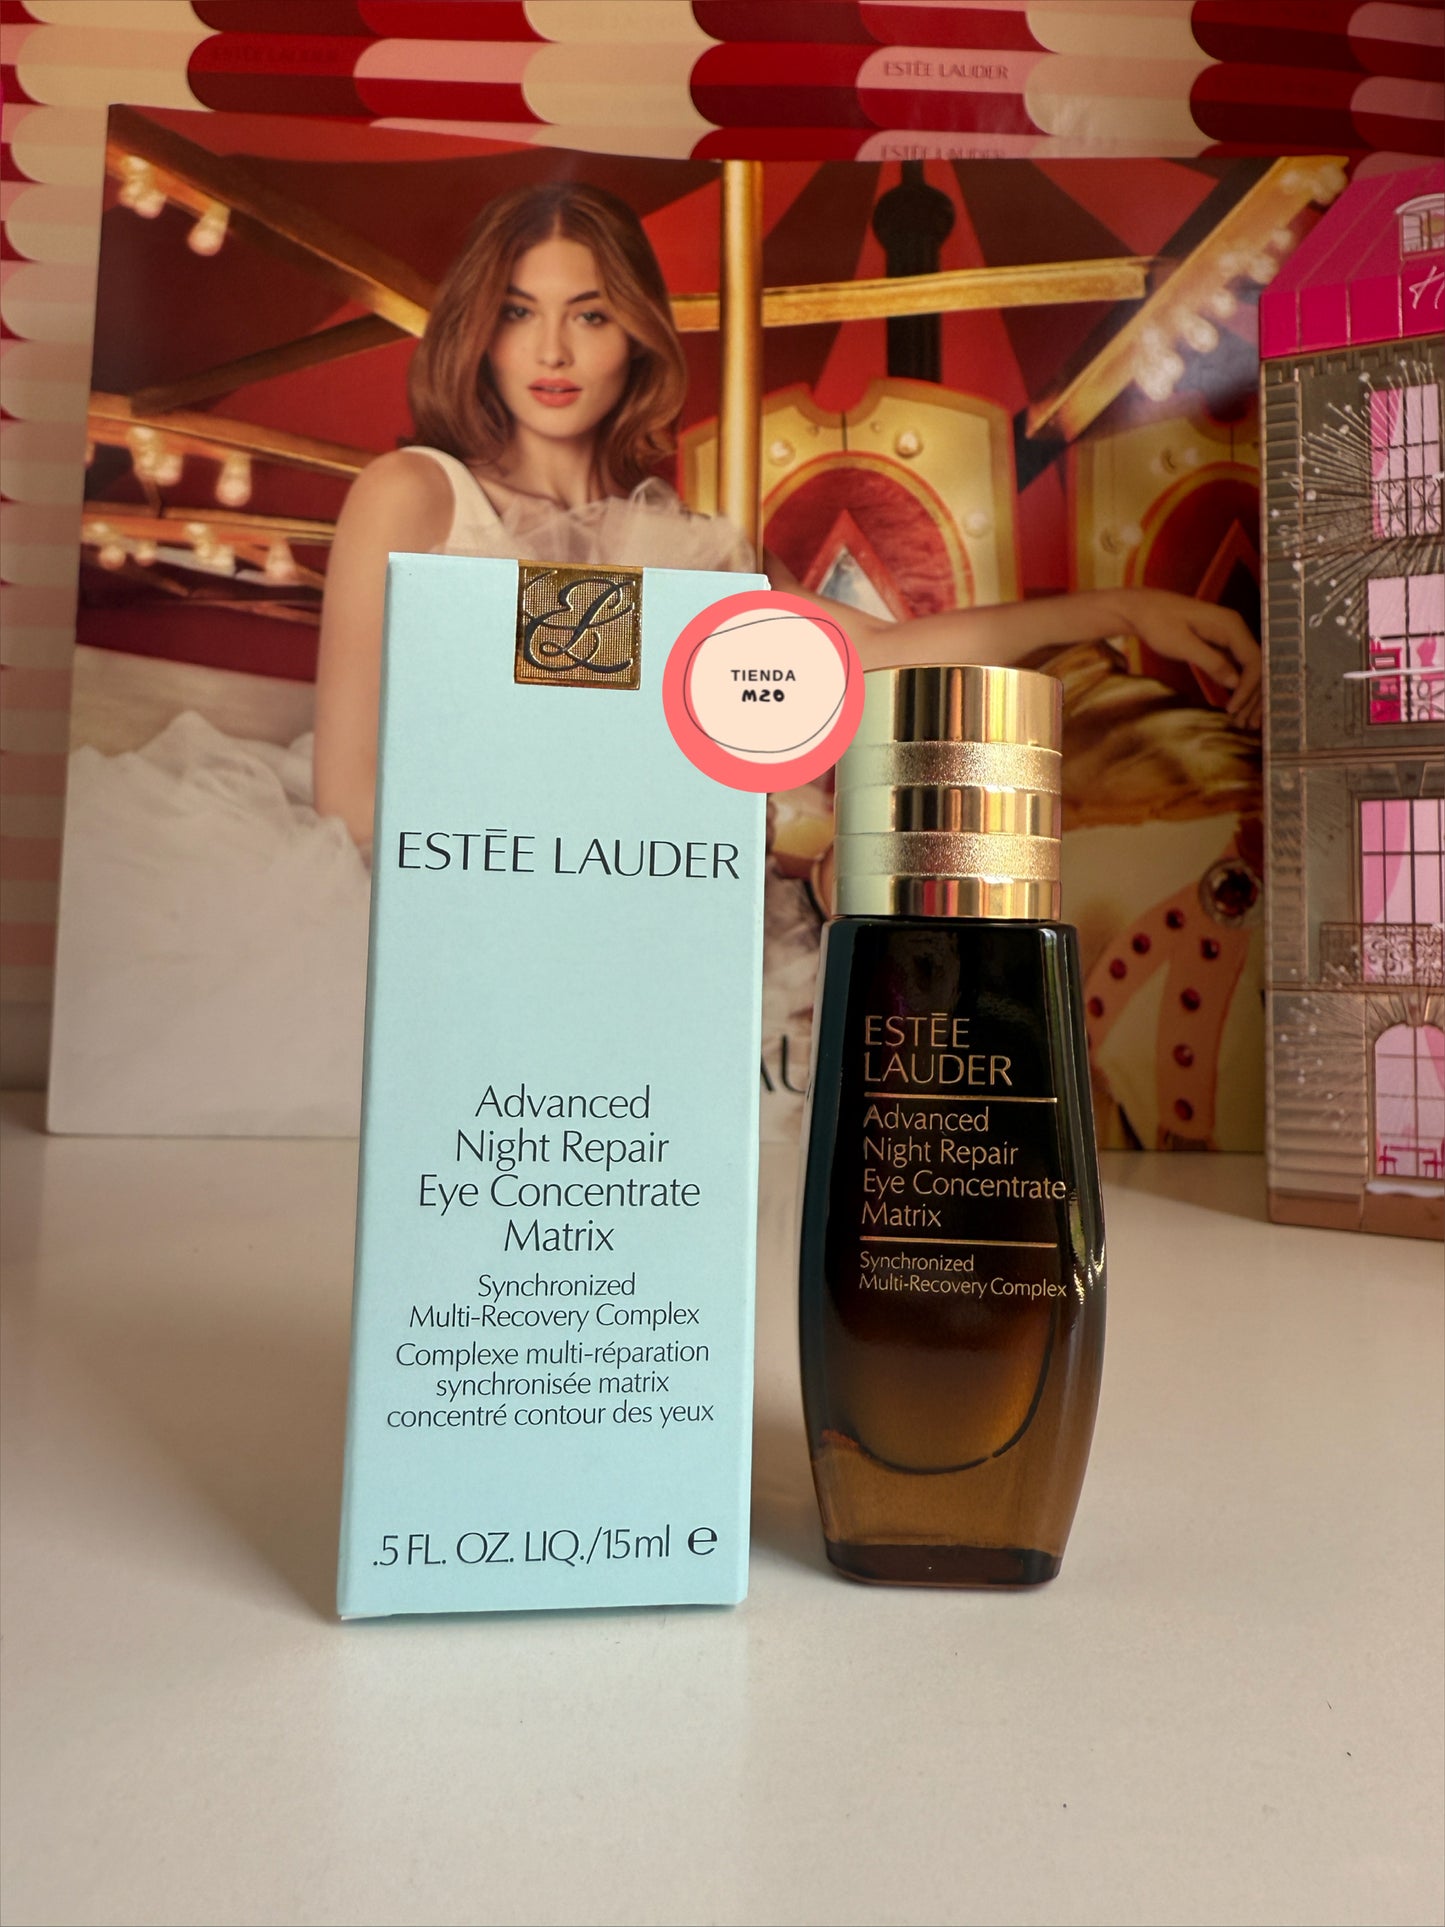 ESTĒE LAUDER
ESTĒE LAUDER
TIENDA
M20
ESTĒE LAUDER
Advanced
Night Repair
Eye Concentrate
Matrix
Synchronized
Multi-Recovery Complex
Complexe multi-réparation
synchronisée matrix
concentré contour des yeux
.5 FL. OZ. LIQ./15ml e
ESTĒE
LAUDER
Advanced
Night Repair
Eye Concentrate
Matrix
Synchronized
Multi-Recovery Complex